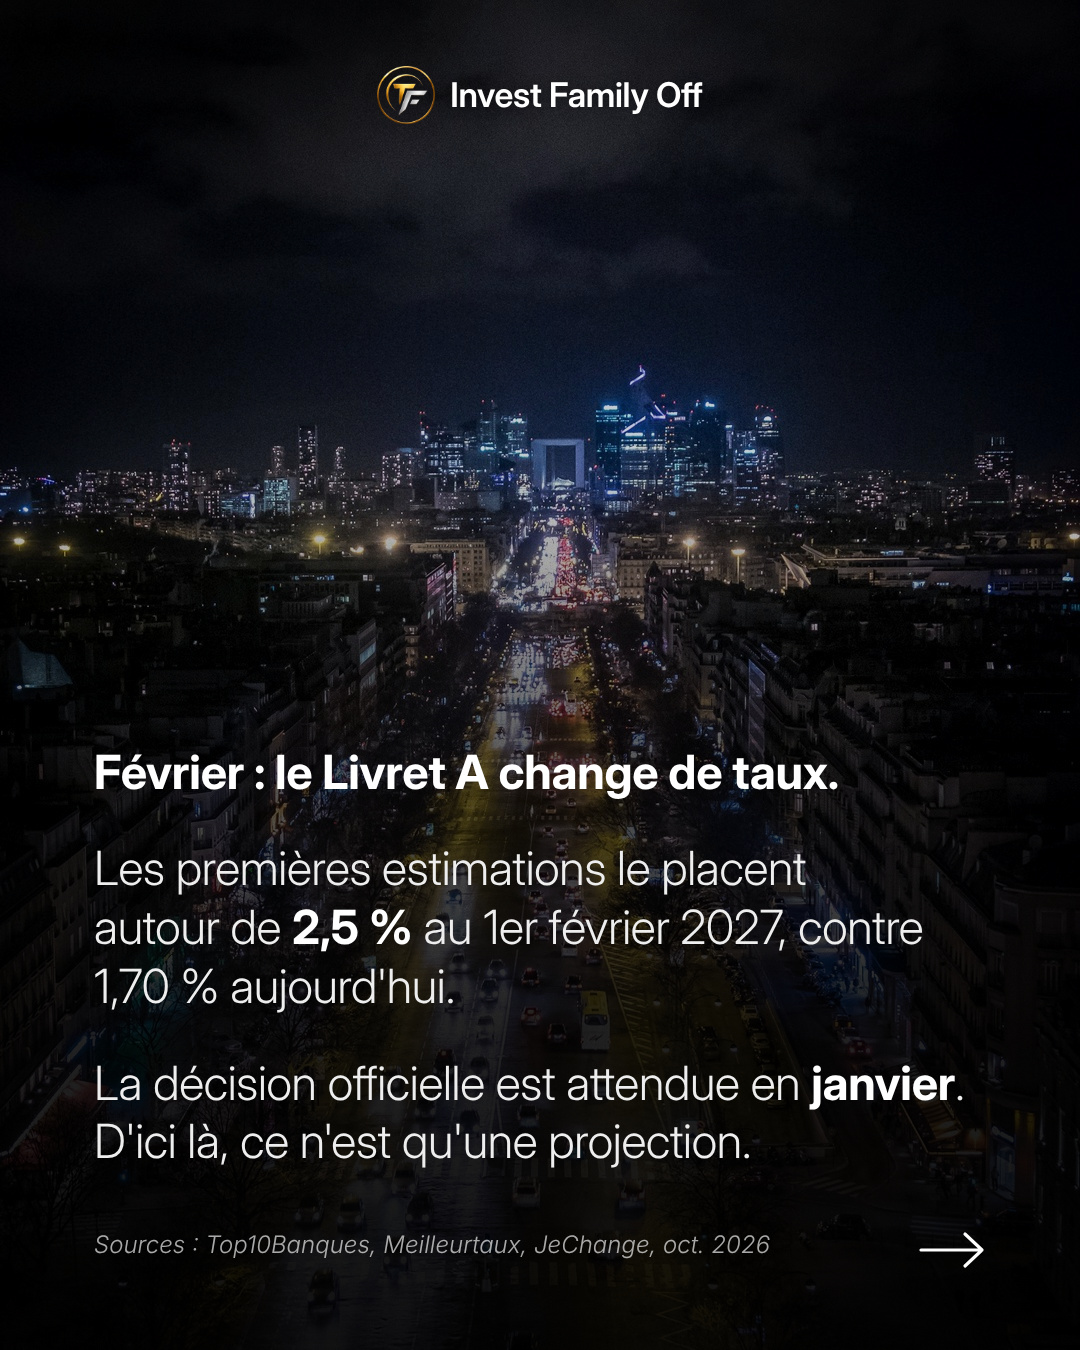 TF Invest Family Off
Février : le Livret A change de taux.
Les premières estimations le placent
autour de 2,5 % au 1er février 2027, contre
1,70 % aujourd'hui.
La décision officielle est attendue en janvier.
D'ici là, ce n'est qu'une projection.
Sources : Top10Banques, Meilleurtaux, JeChange, oct. 2026